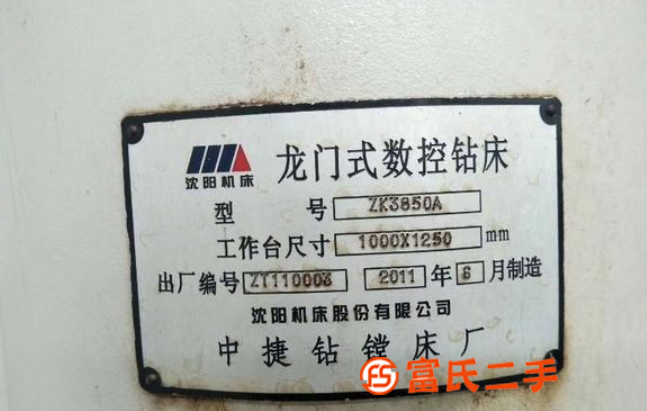 沈阳机床
龙门式数控钻床
型 号 ZK3850A
工作台尺寸 1000X1250 mm
出厂编号 ZT110003 2011 年 6 月制造
沈阳机床股份有限公司
中捷钻镗床厂
富氏二手